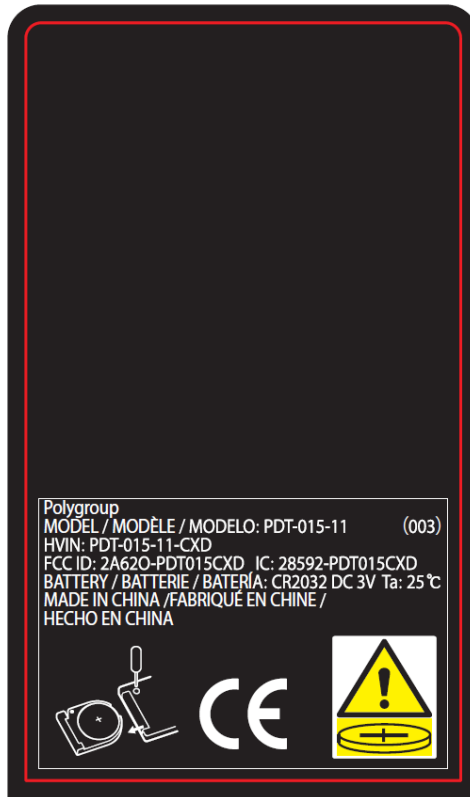 Polygroup
MODEL / MODÈLE / MODELO: PDT-015-11 (003)
HVIN: PDT-015-11-CXD
FCC ID: 2A62O-PDT015CXD IC: 28592-PDT015CXD
BATTERY / BATTERIE / BATERÍA: CR2032 DC 3V Ta: 25℃
MADE IN CHINA /FABRIQUÉ EN CHINE /
HECHO EN CHINA
CE